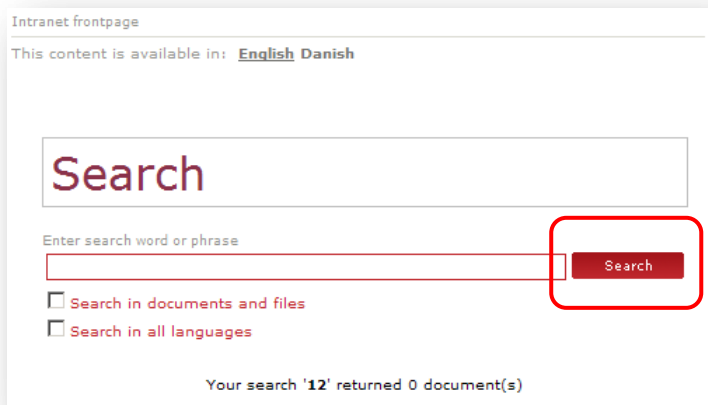 Intranet frontpage
This content is available in: English Danish
Search
Enter search word or phrase
Search
Search in documents and files
Search in all languages
Your search '12' returned 0 document(s)